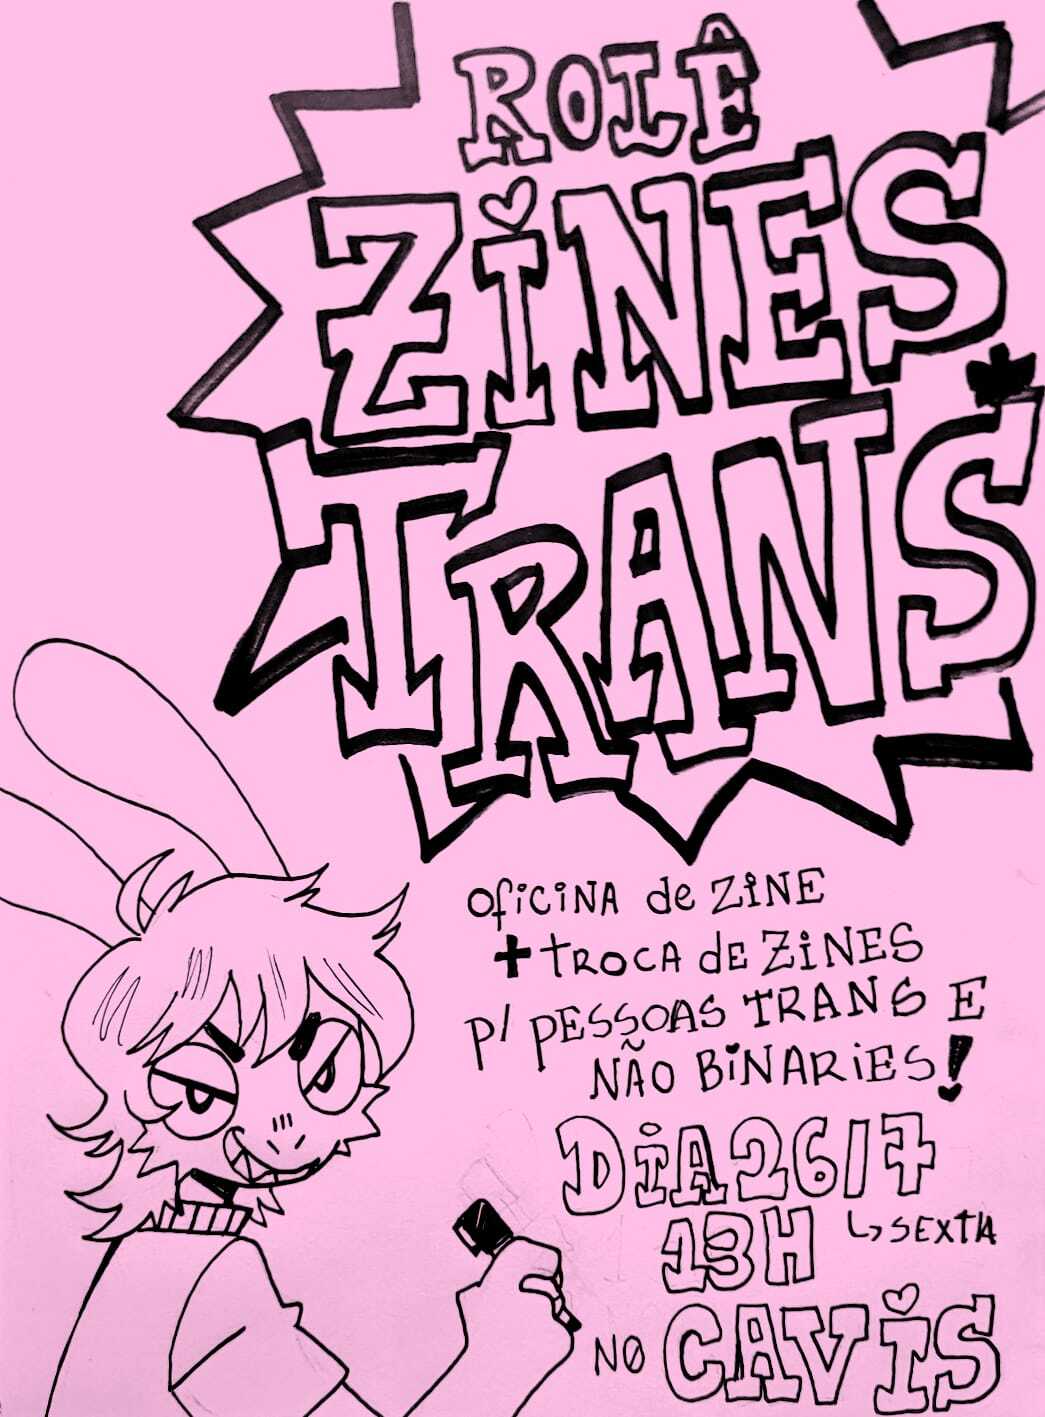 ROLÊ
ZiNES
TRANS
oficiNA de ZiNE
+ TROCA dE ZiNES
p/ pESSOAS TRANS E
NÃO BiNARiES!
DiA 26/7
↳ SEXTA
13H
NO CAViS